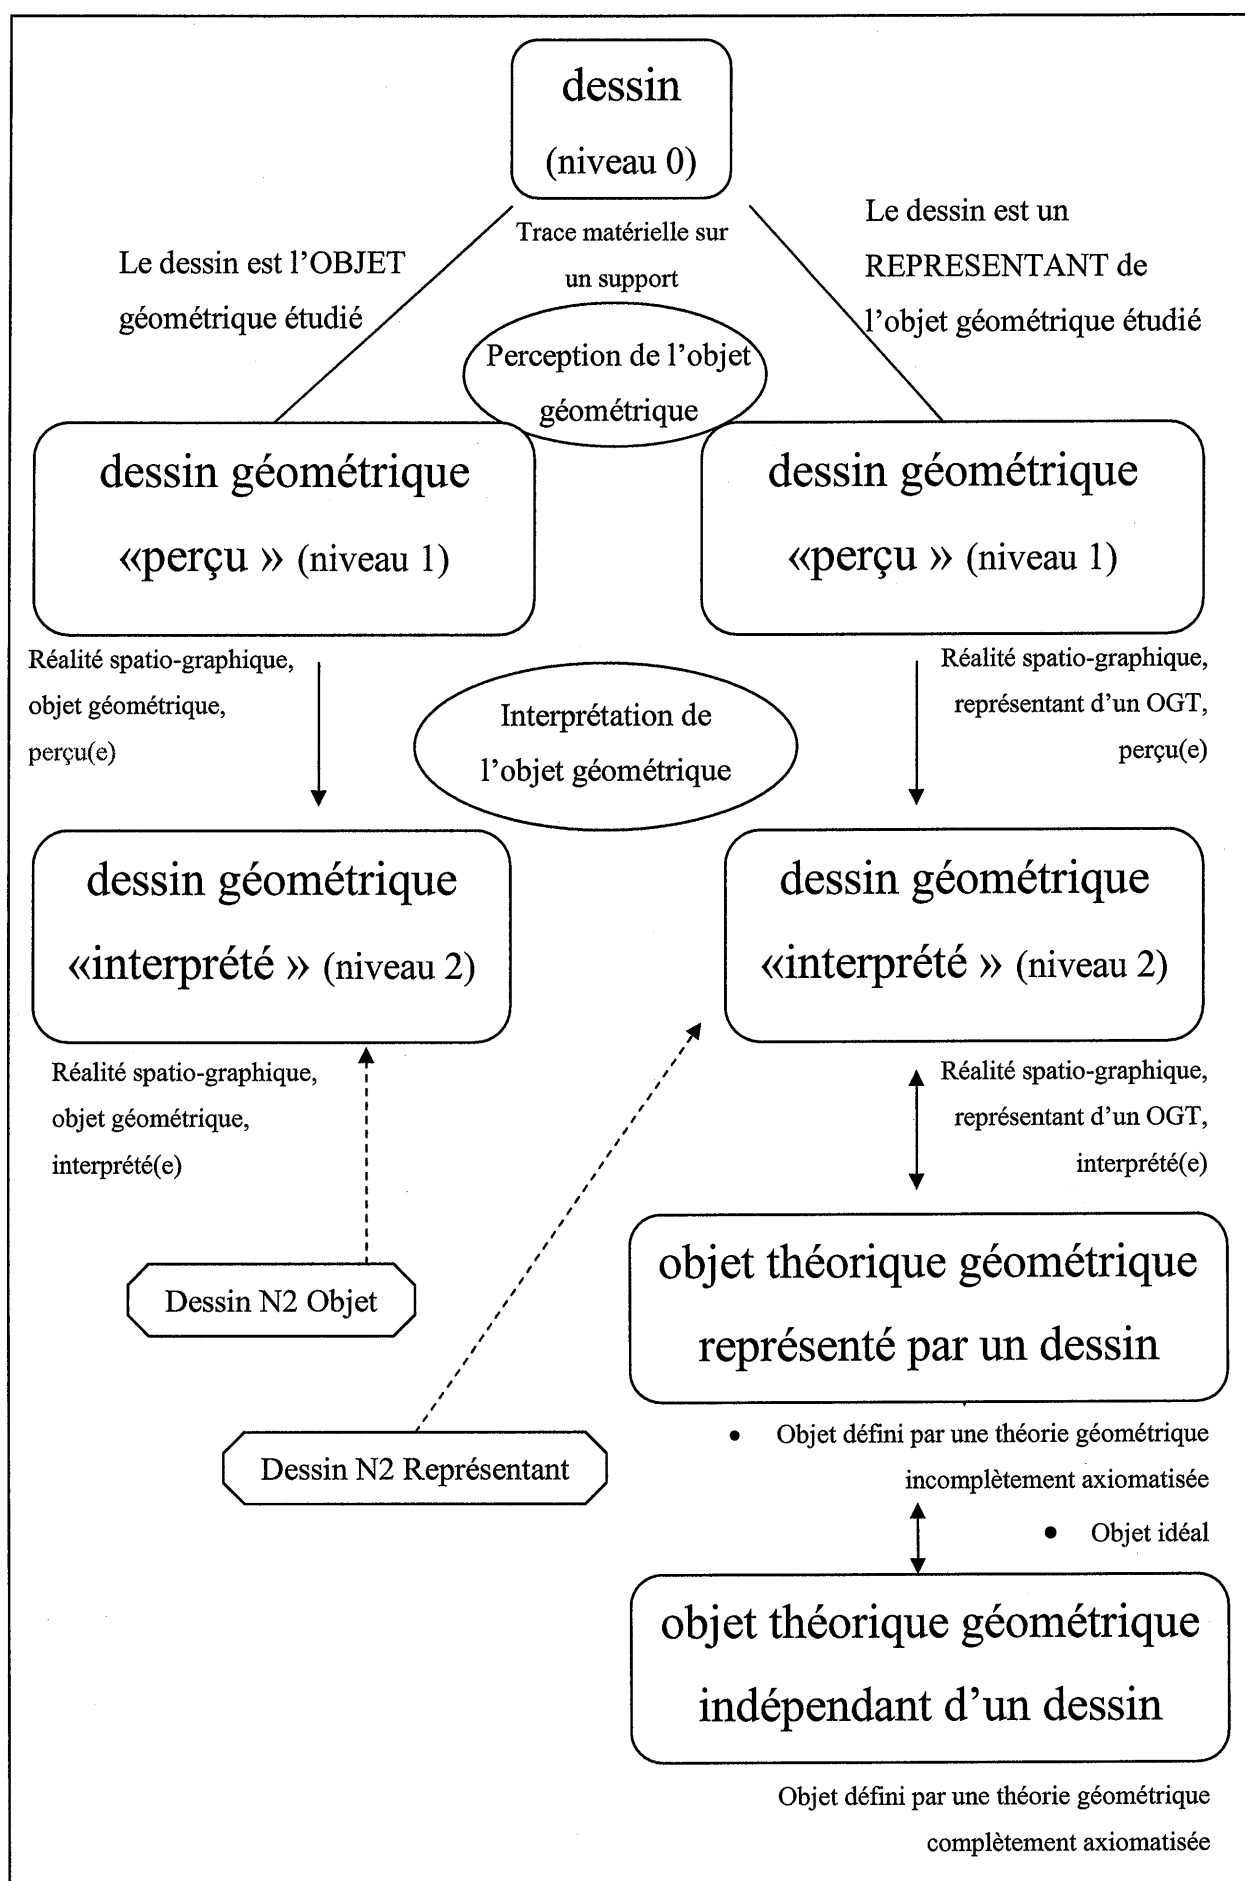 dessin
(niveau 0)
Trace matérielle sur
un support
Le dessin est l’OBJET
géométrique étudié
Le dessin est un
REPRESENTANT de
l’objet géométrique étudié
Perception de l’objet
géométrique
dessin géométrique
«perçu » (niveau 1)
dessin géométrique
«perçu » (niveau 1)
Réalité spatio-graphique,
objet géométrique,
perçu(e)
Interprétation de
l’objet géométrique
Réalité spatio-graphique,
représentant d’un OGT,
perçu(e)
dessin géométrique
«interprété » (niveau 2)
dessin géométrique
«interprété » (niveau 2)
Réalité spatio-graphique,
objet géométrique,
interprété(e)
Réalité spatio-graphique,
représentant d’un OGT,
interprété(e)
Dessin N2 Objet
objet théorique géométrique
représenté par un dessin
Dessin N2 Représentant
• Objet défini par une théorie géométrique
incomplètement axiomatisée
• Objet idéal
objet théorique géométrique
indépendant d’un dessin
Objet défini par une théorie géométrique
complètement axiomatisée